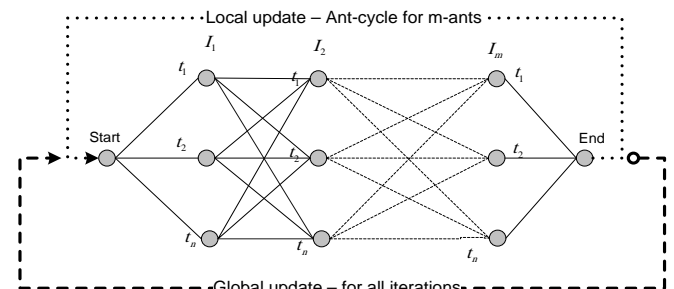 Local update – Ant-cycle for m-ants
I₁ I₂ Iₘ
t₁ t₁ t₁
Start End
t₂ t₂ t₂
tₙ tₙ tₙ
Global update – for all iterations